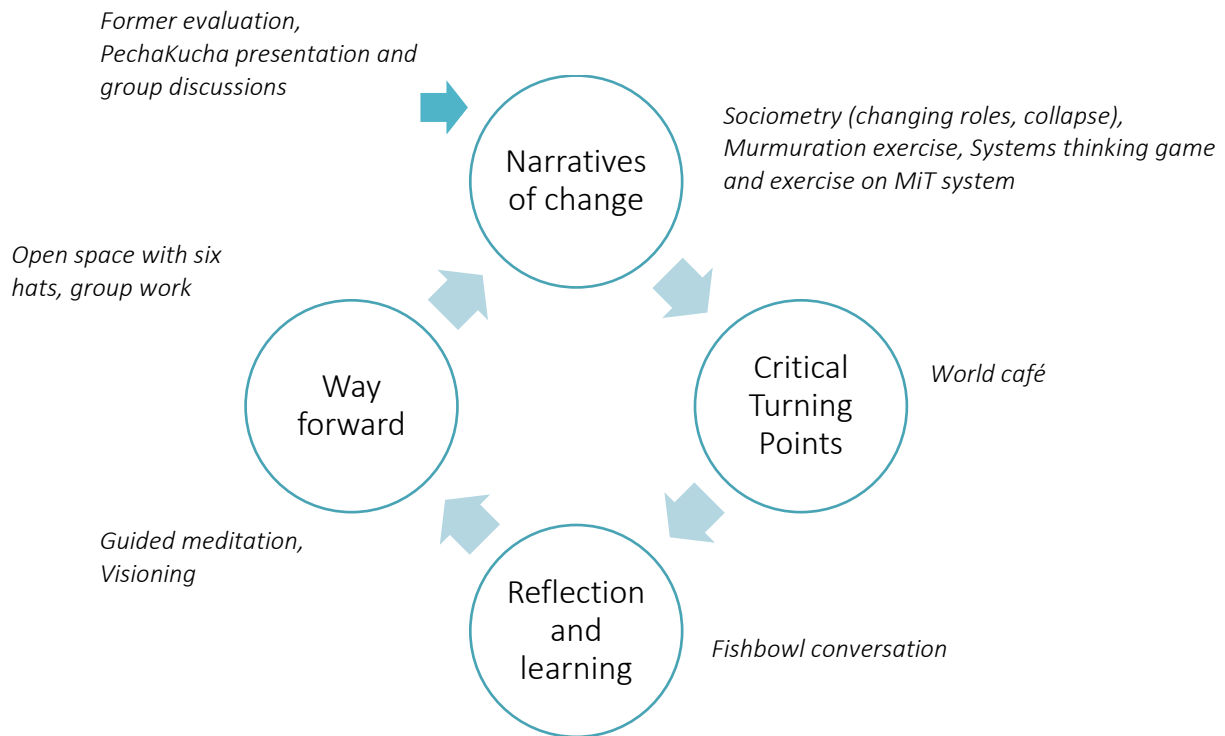 Former evaluation,
PechaKucha presentation and
group discussions
Narratives
of change
Sociometry (changing roles, collapse),
Murmuration exercise, Systems thinking game
and exercise on MiT system
Critical
Turning
Points
World café
Reflection
and
learning
Fishbowl conversation
Guided meditation,
Visioning
Way
forward
Open space with six
hats, group work